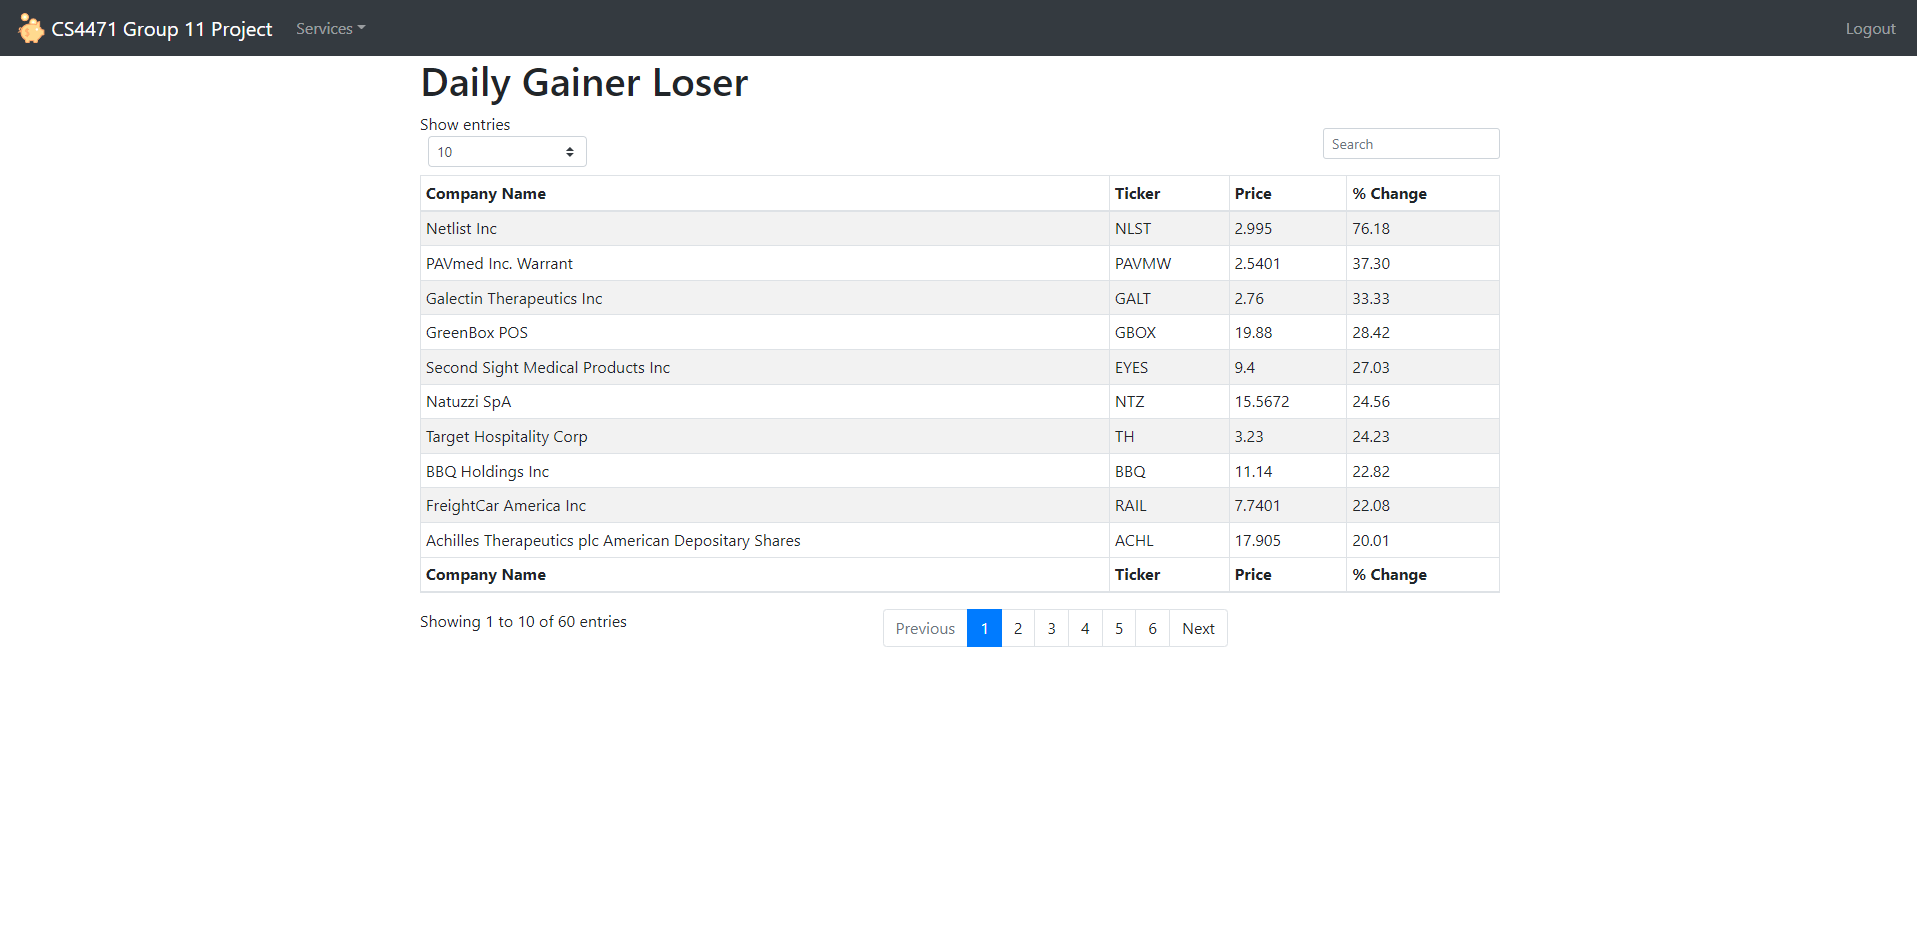 CS4471 Group 11 Project Services Logout
Daily Gainer Loser
Show entries
10
Search
Company Name Ticker Price % Change
Netlist Inc NLST 2.995 76.18
PAVmed Inc. Warrant PAVMW 2.5401 37.30
Galectin Therapeutics Inc GALT 2.76 33.33
GreenBox POS GBOX 19.88 28.42
Second Sight Medical Products Inc EYES 9.4 27.03
Natuzzi SpA NTZ 15.5672 24.56
Target Hospitality Corp TH 3.23 24.23
BBQ Holdings Inc BBQ 11.14 22.82
FreightCar America Inc RAIL 7.7401 22.08
Achilles Therapeutics plc American Depositary Shares ACHL 17.905 20.01
Company Name Ticker Price % Change
Showing 1 to 10 of 60 entries Previous 1 2 3 4 5 6 Next